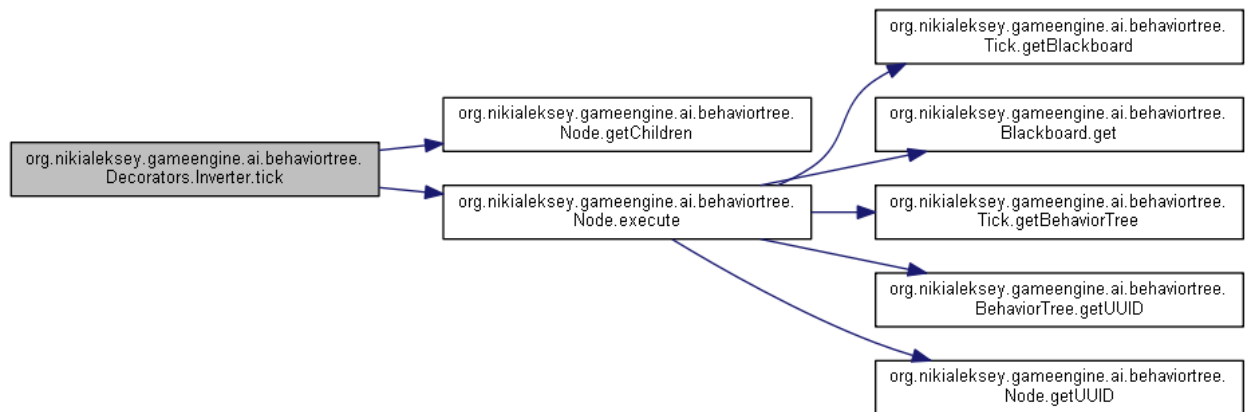 org.nikialeksey.gameengine.ai.behaviortree.
Decorators.Inverter.tick
org.nikialeksey.gameengine.ai.behaviortree.
Node.getChildren
org.nikialeksey.gameengine.ai.behaviortree.
Node.execute
org.nikialeksey.gameengine.ai.behaviortree.
Tick.getBlackboard
org.nikialeksey.gameengine.ai.behaviortree.
Blackboard.get
org.nikialeksey.gameengine.ai.behaviortree.
Tick.getBehaviorTree
org.nikialeksey.gameengine.ai.behaviortree.
BehaviorTree.getUUID
org.nikialeksey.gameengine.ai.behaviortree.
Node.getUUID